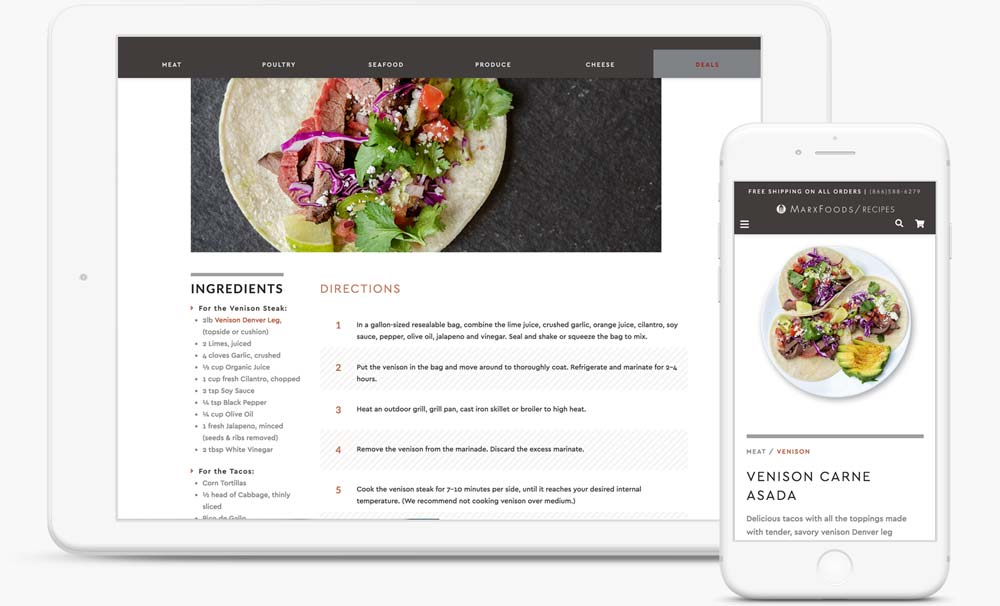 MEAT
POULTRY
SEAFOOD
PRODUCE
CHEESE
DEALS
INGREDIENTS
For the Venison Steak:
2lb Venison Denver Leg,
(topside or cushion)
2 Limes, juiced
4 cloves Garlic, crushed
⅓ cup Organic Juice
1 cup fresh Cilantro, chopped
2 tsp Soy Sauce
¼ tsp Black Pepper
¼ cup Olive Oil
1 fresh Jalapeno, minced
(seeds & ribs removed)
2 tbsp White Vinegar
For the Tacos:
Corn Tortillas
½ head of Cabbage, thinly
sliced
Pico de Gallo
DIRECTIONS
1 In a gallon-sized resealable bag, combine the lime juice, crushed garlic, orange juice, cilantro, soy
sauce, pepper, olive oil, jalapeno and vinegar. Seal and shake or squeeze the bag to mix.
2 Put the venison in the bag and move around to thoroughly coat. Refrigerate and marinate for 2-4
hours.
3 Heat an outdoor grill, grill pan, cast iron skillet or broiler to high heat.
4 Remove the venison from the marinade. Discard the excess marinate.
5 Cook the venison steak for 7-10 minutes per side, until it reaches your desired internal
temperature. (We recommend not cooking venison over medium.)
FREE SHIPPING ON ALL ORDERS | (866)588-6279
MARXFOODS/RECIPES
MEAT / VENISON
VENISON CARNE
ASADA
Delicious tacos with all the toppings made
with tender, savory venison Denver leg